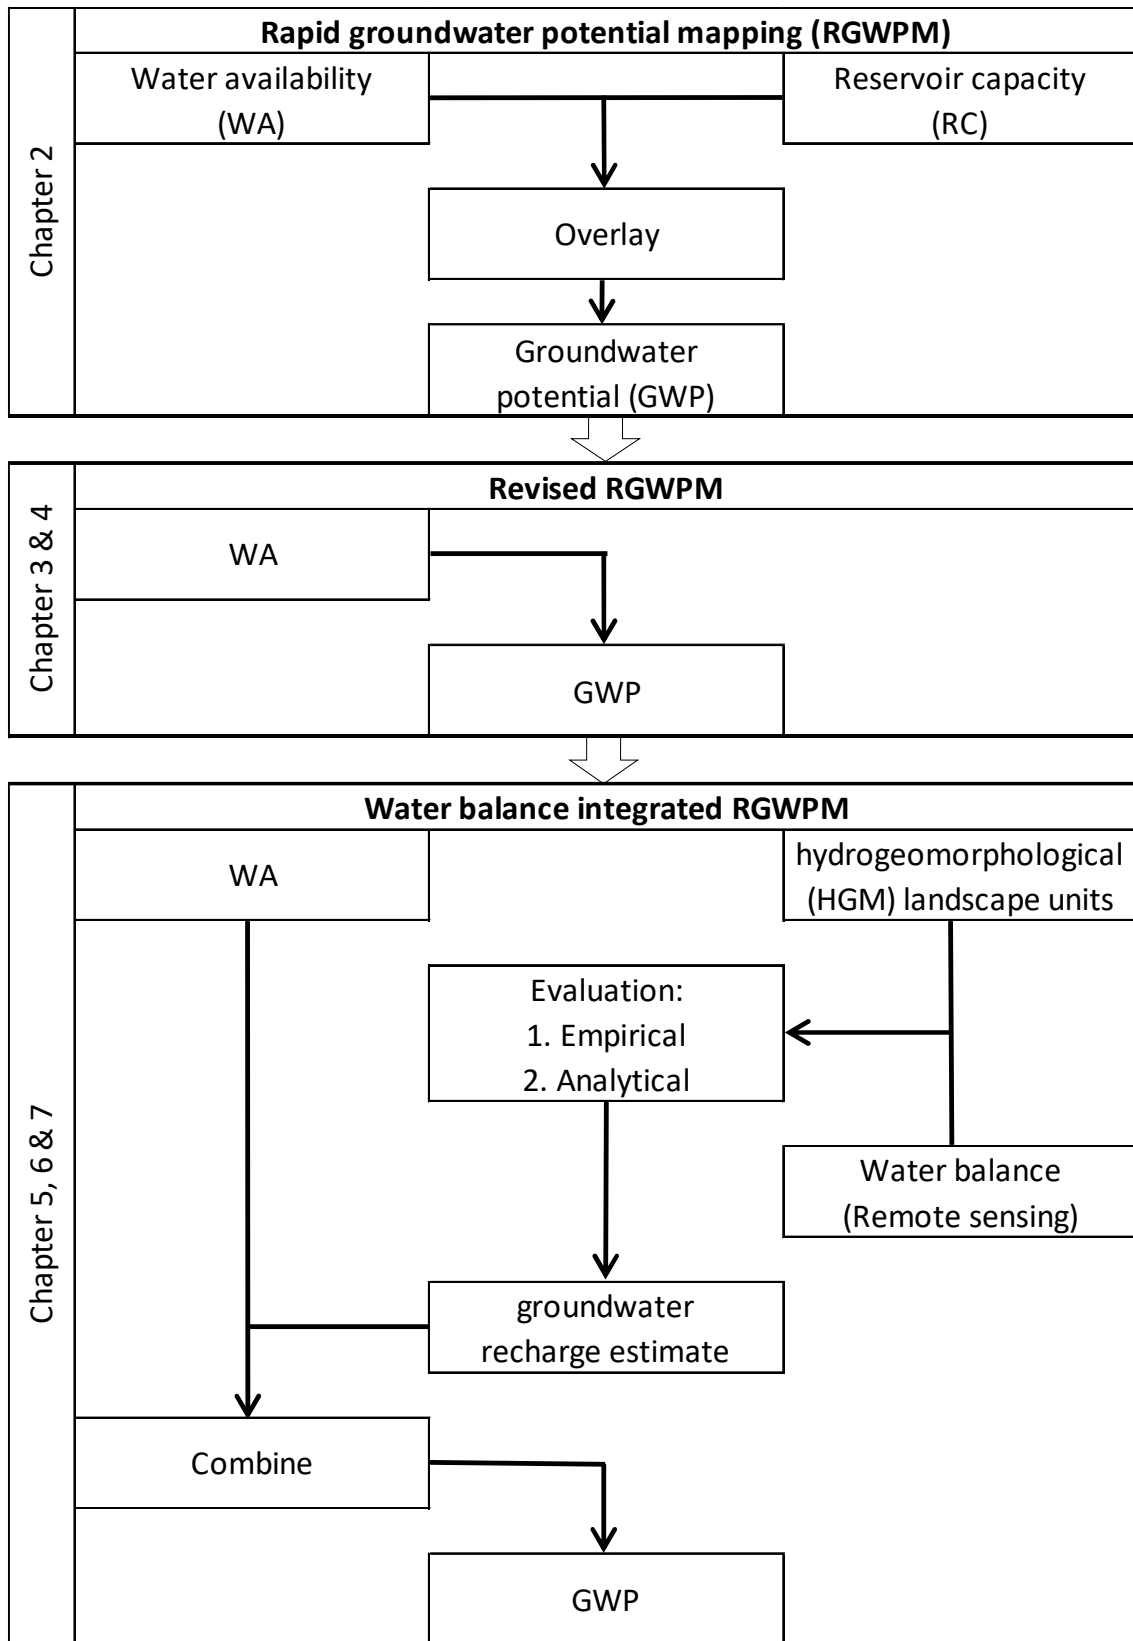 Rapid groundwater potential mapping (RGWPM)
Chapter 2
Water availability
(WA)
Reservoir capacity
(RC)
Overlay
Groundwater
potential (GWP)
Revised RGWPM
Chapter 3 & 4
WA
GWP
Water balance integrated RGWPM
Chapter 5, 6 & 7
WA
hydrogeomorphological
(HGM) landscape units
Evaluation:
1. Empirical
2. Analytical
Water balance
(Remote sensing)
groundwater
recharge estimate
Combine
GWP